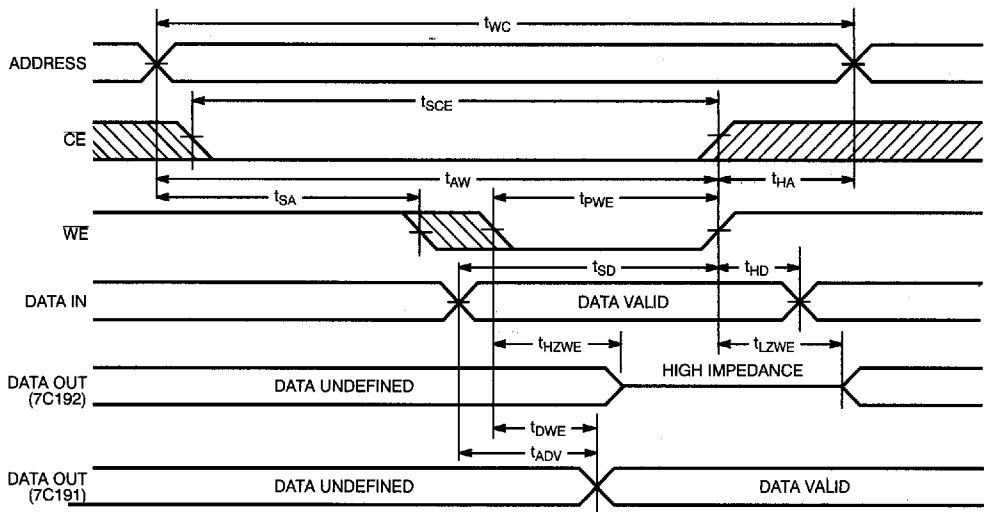 tWC
ADDRESS
tSCE
CE
tAW
tHA
tSA
tPWE
WE
tSD
tHD
DATA IN
DATA VALID
tHZWE
tLZWE
HIGH IMPEDANCE
DATA OUT
(7C192)
DATA UNDEFINED
tDWE
tADV
DATA OUT
(7C191)
DATA UNDEFINED
DATA VALID